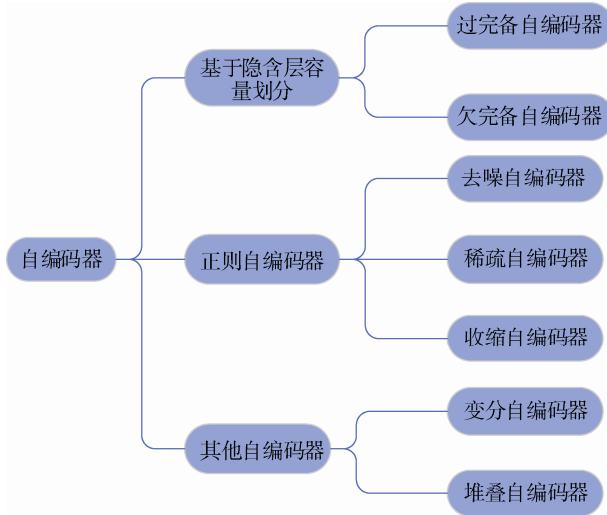 自编码器
基于隐含层容
量划分
过完备自编码器
欠完备自编码器
正则自编码器
去噪自编码器
稀疏自编码器
收缩自编码器
其他自编码器
变分自编码器
堆叠自编码器